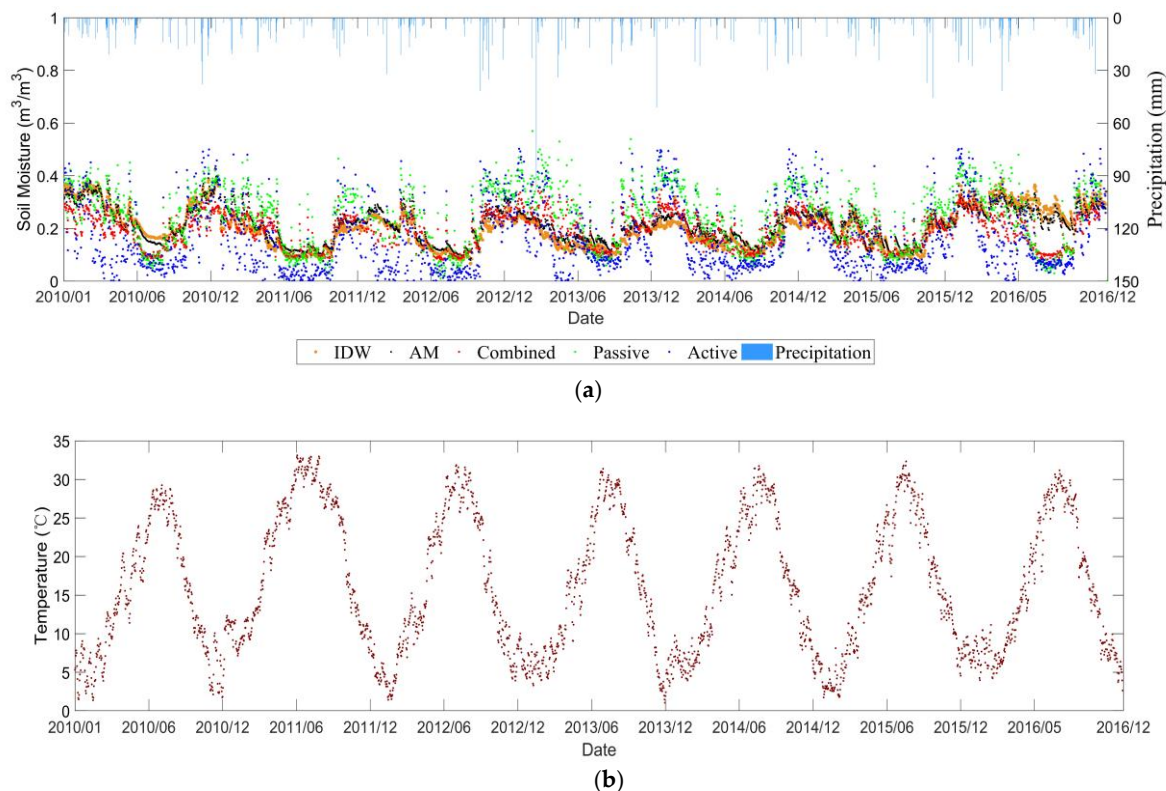 1
0.8
0.6
0.4
0.2
0
Soil Moisture (m³/m³)
0
30
60
90
120
150
Precipitation (mm)
2010/01 2010/06 2010/12 2011/06 2011/12 2012/06 2012/12 2013/06 2013/12 2014/06 2014/12 2015/06 2015/12 2016/05 2016/12
Date
IDW AM Combined Passive Active Precipitation
(a)
35
30
25
20
15
10
5
0
Temperature (℃)
2010/01 2010/06 2010/12 2011/06 2011/12 2012/06 2012/12 2013/06 2013/12 2014/06 2014/12 2015/06 2015/12 2016/05 2016/12
Date
(b)